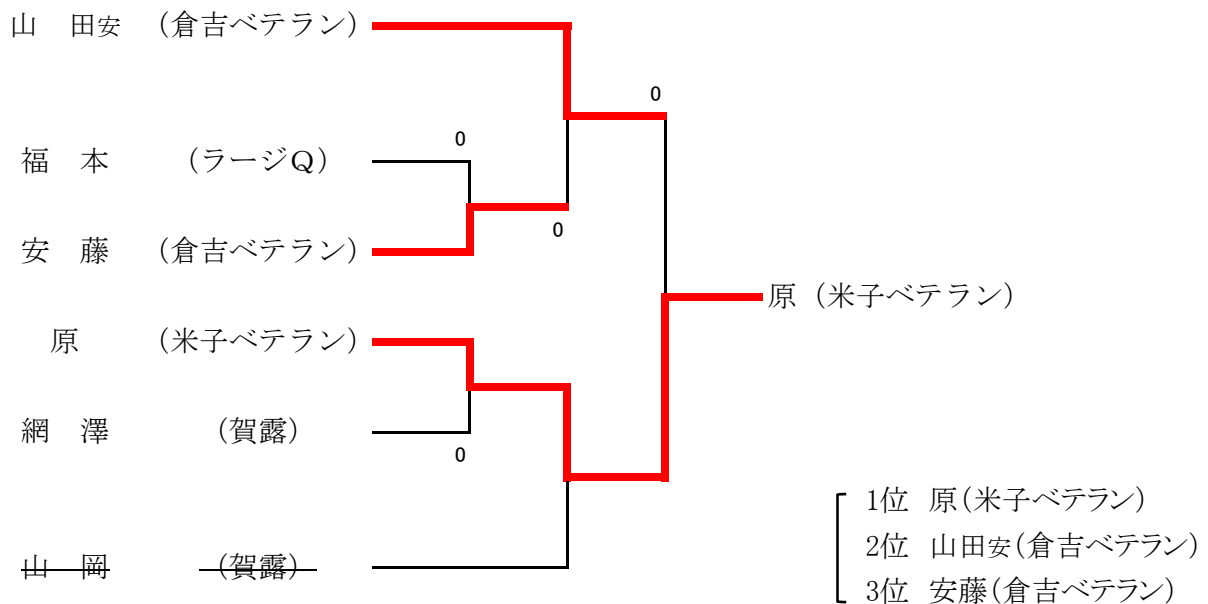 山 田安 (倉吉ベテラン)
0
0
福 本 (ラージQ)
0
安 藤 (倉吉ベテラン)
原 (米子ベテラン)
原 (米子ベテラン)
網 澤 (賀露)
0
1位 原(米子ベテラン)
2位 山田安(倉吉ベテラン)
山 岡 (賀露)
3位 安藤(倉吉ベテラン)